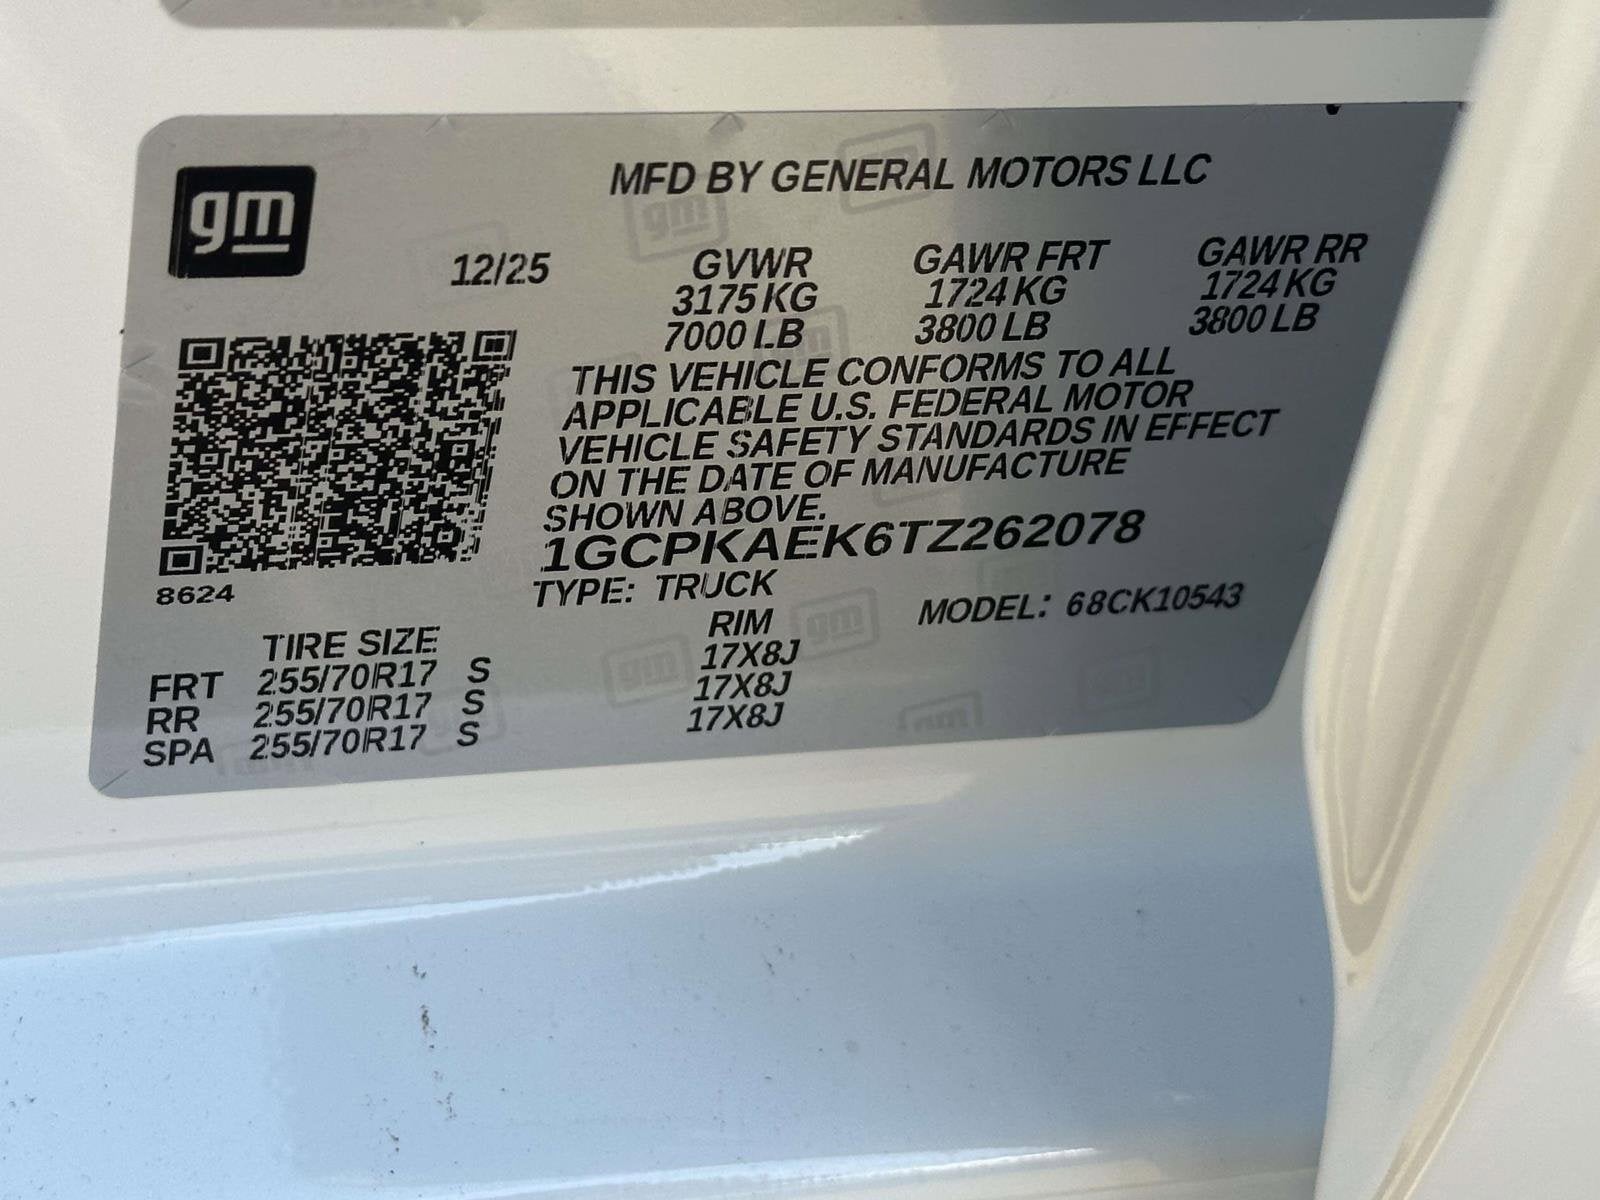 gm
MFD BY GENERAL MOTORS LLC
12/25 GVWR GAWR FRT GAWR RR
3175 KG 1724 KG 1724 KG
7000 LB 3800 LB 3800 LB
THIS VEHICLE CONFORMS TO ALL
APPLICABLE U.S. FEDERAL MOTOR
VEHICLE SAFETY STANDARDS IN EFFECT
ON THE DATE OF MANUFACTURE
SHOWN ABOVE.
1GCPKAEK6TZ262078
8624
TYPE: TRUCK MODEL: 68CK10543
TIRE SIZE RIM
FRT 255/70R17 S 17X8J
RR 255/70R17 S 17X8J
SPA 255/70R17 S 17X8J